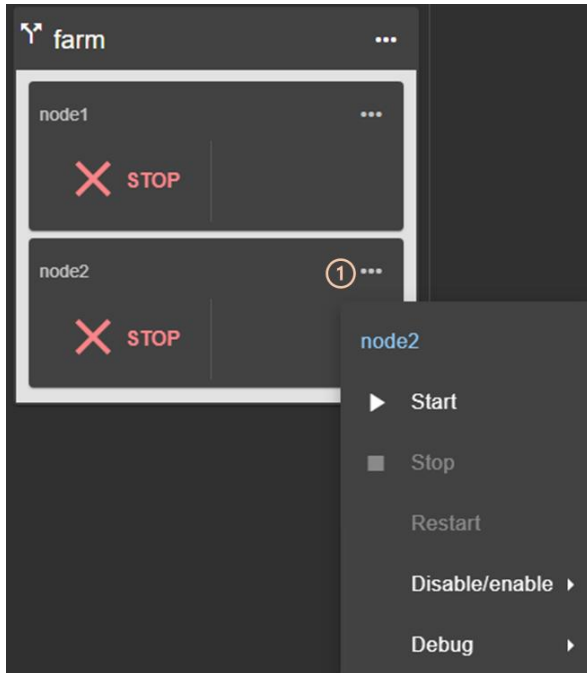 farm
node1
STOP
node2
1
STOP
node2
Start
Stop
Restart
Disable/enable
Debug